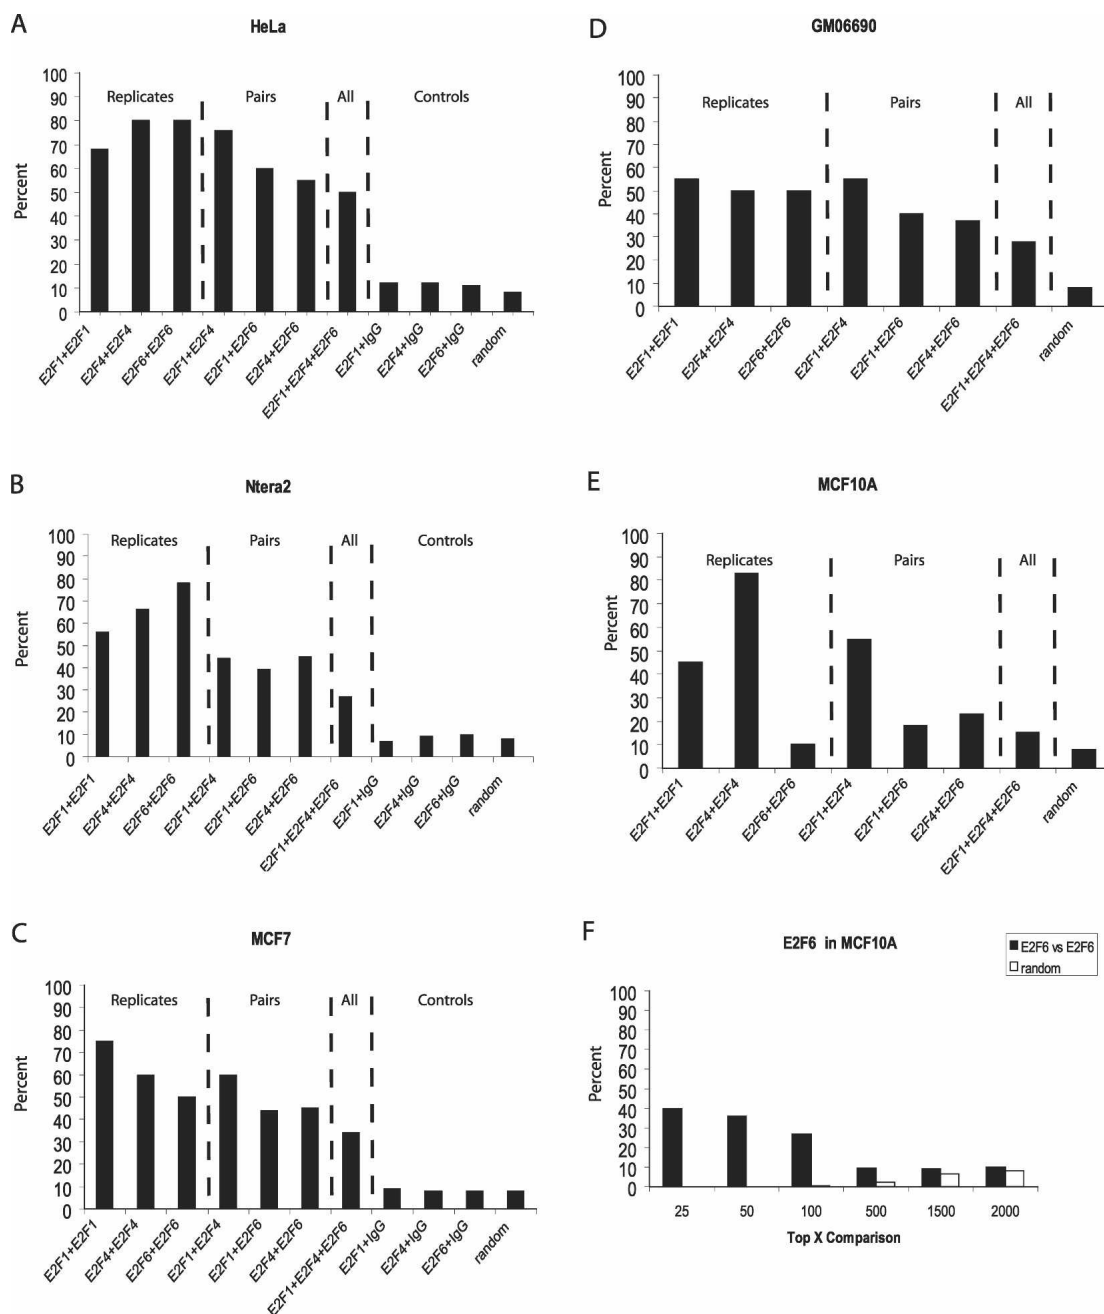 A
HeLa
Replicates Pairs All Controls
Percent
100
90
80
70
60
50
40
30
20
10
0
E2F1+E2F1 E2F4+E2F4 E2F6+E2F6 E2F1+E2F4 E2F1+E2F6 E2F4+E2F6 E2F1+E2F4+E2F6 E2F1+IgG E2F4+IgG E2F6+IgG random
B
Ntera2
Replicates Pairs All Controls
Percent
100
90
80
70
60
50
40
30
20
10
0
E2F1+E2F1 E2F4+E2F4 E2F6+E2F6 E2F1+E2F4 E2F1+E2F6 E2F4+E2F6 E2F1+E2F4+E2F6 E2F1+IgG E2F4+IgG E2F6+IgG random
C
MCF7
Replicates Pairs All Controls
Percent
100
90
80
70
60
50
40
30
20
10
0
E2F1+E2F1 E2F4+E2F4 E2F6+E2F6 E2F1+E2F4 E2F1+E2F6 E2F4+E2F6 E2F1+E2F4+E2F6 E2F1+IgG E2F4+IgG E2F6+IgG random
D
GM06690
Replicates Pairs All
Percent
100
90
80
70
60
50
40
30
20
10
0
E2F1+E2F1 E2F4+E2F4 E2F6+E2F6 E2F1+E2F4 E2F1+E2F6 E2F4+E2F6 E2F1+E2F4+E2F6 random
E
MCF10A
Replicates Pairs All
Percent
100
90
80
70
60
50
40
30
20
10
0
E2F1+E2F1 E2F4+E2F4 E2F6+E2F6 E2F1+E2F4 E2F1+E2F6 E2F4+E2F6 E2F1+E2F4+E2F6 random
F
E2F6 in MCF10A
E2F6 vs E2F6
random
Percent
100
90
80
70
60
50
40
30
20
10
0
25 50 100 500 1500 2000
Top X Comparison